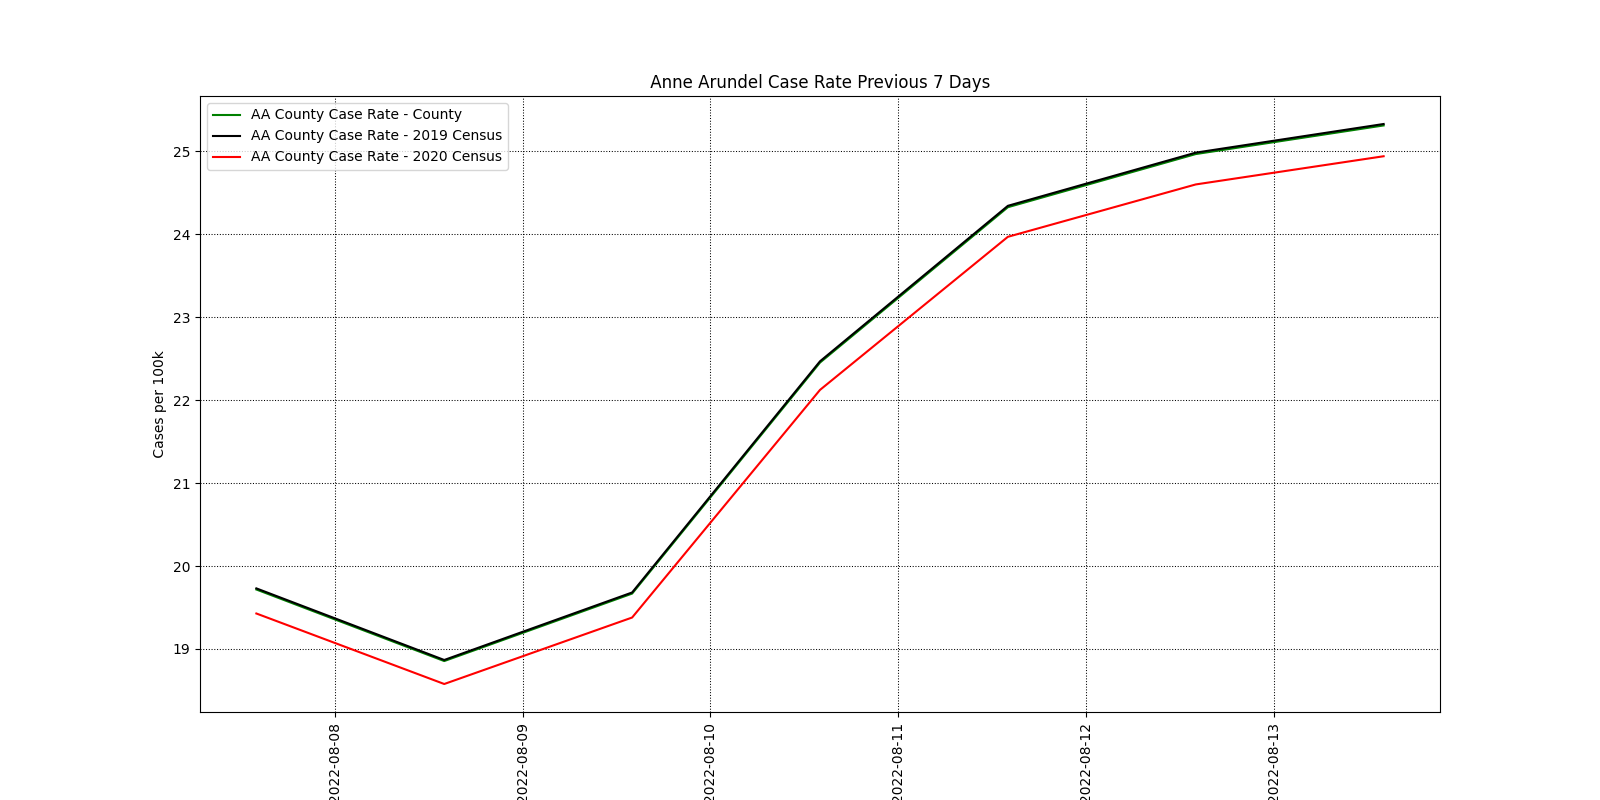 Anne Arundel Case Rate Previous 7 Days
AA County Case Rate - County
AA County Case Rate - 2019 Census
AA County Case Rate - 2020 Census
25
24
23
22
21
20
19
Cases per 100k
2022-08-08
2022-08-09
2022-08-10
2022-08-11
2022-08-12
2022-08-13